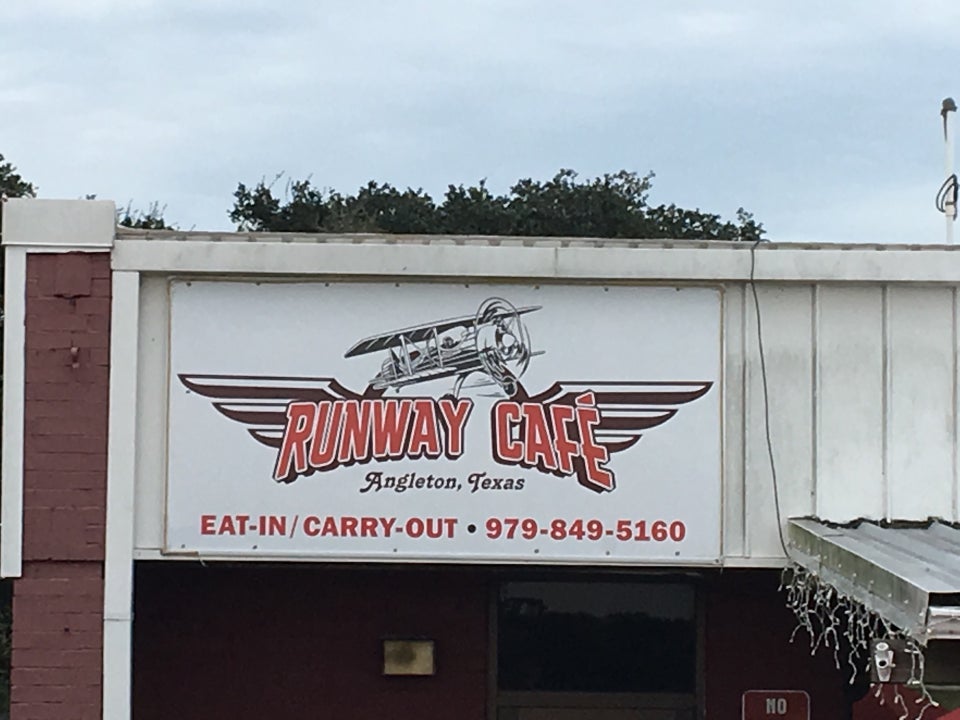 RUNWAY CAFÉ
Angleton, Texas
EAT-IN/CARRY-OUT • 979-849-5160
NO